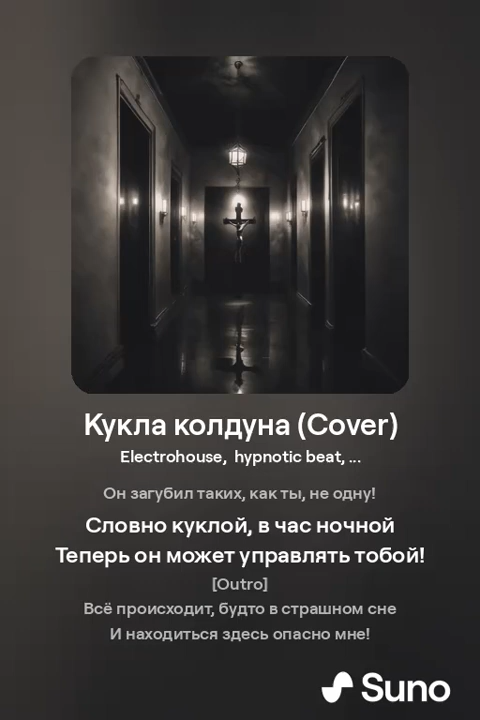 Кукла колдуна (Cover)
Electrohouse, hypnotic beat, ...
Он загубил таких, как ты, не одну!
Словно куклой, в час ночной
Теперь он может управлять тобой!
[Outro]
Всё происходит, будто в страшном сне
И находиться здесь опасно мне!
Suno